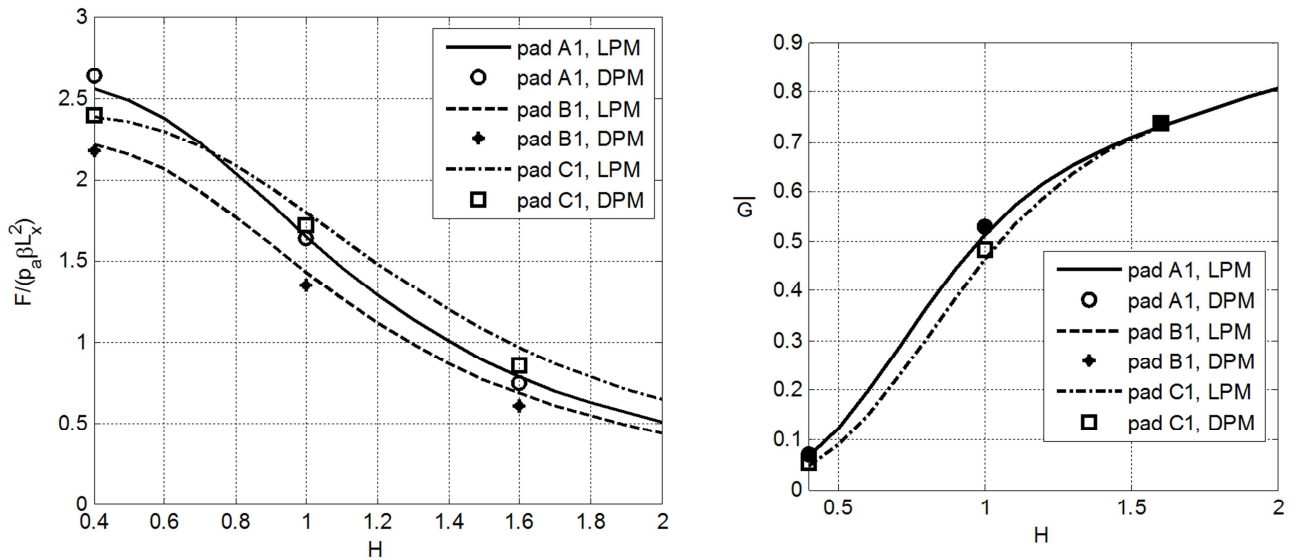 3
2.5
2
1.5
1
0.5
0
F/(pₐβLₓ²)
0.4 0.6 0.8 1 1.2 1.4 1.6 1.8 2
H
pad A1, LPM
pad A1, DPM
pad B1, LPM
pad B1, DPM
pad C1, LPM
pad C1, DPM
0.9
0.8
0.7
0.6
0.5
0.4
0.3
0.2
0.1
0
G̅
0.5 1 1.5 2
H
pad A1, LPM
pad A1, DPM
pad B1, LPM
pad B1, DPM
pad C1, LPM
pad C1, DPM